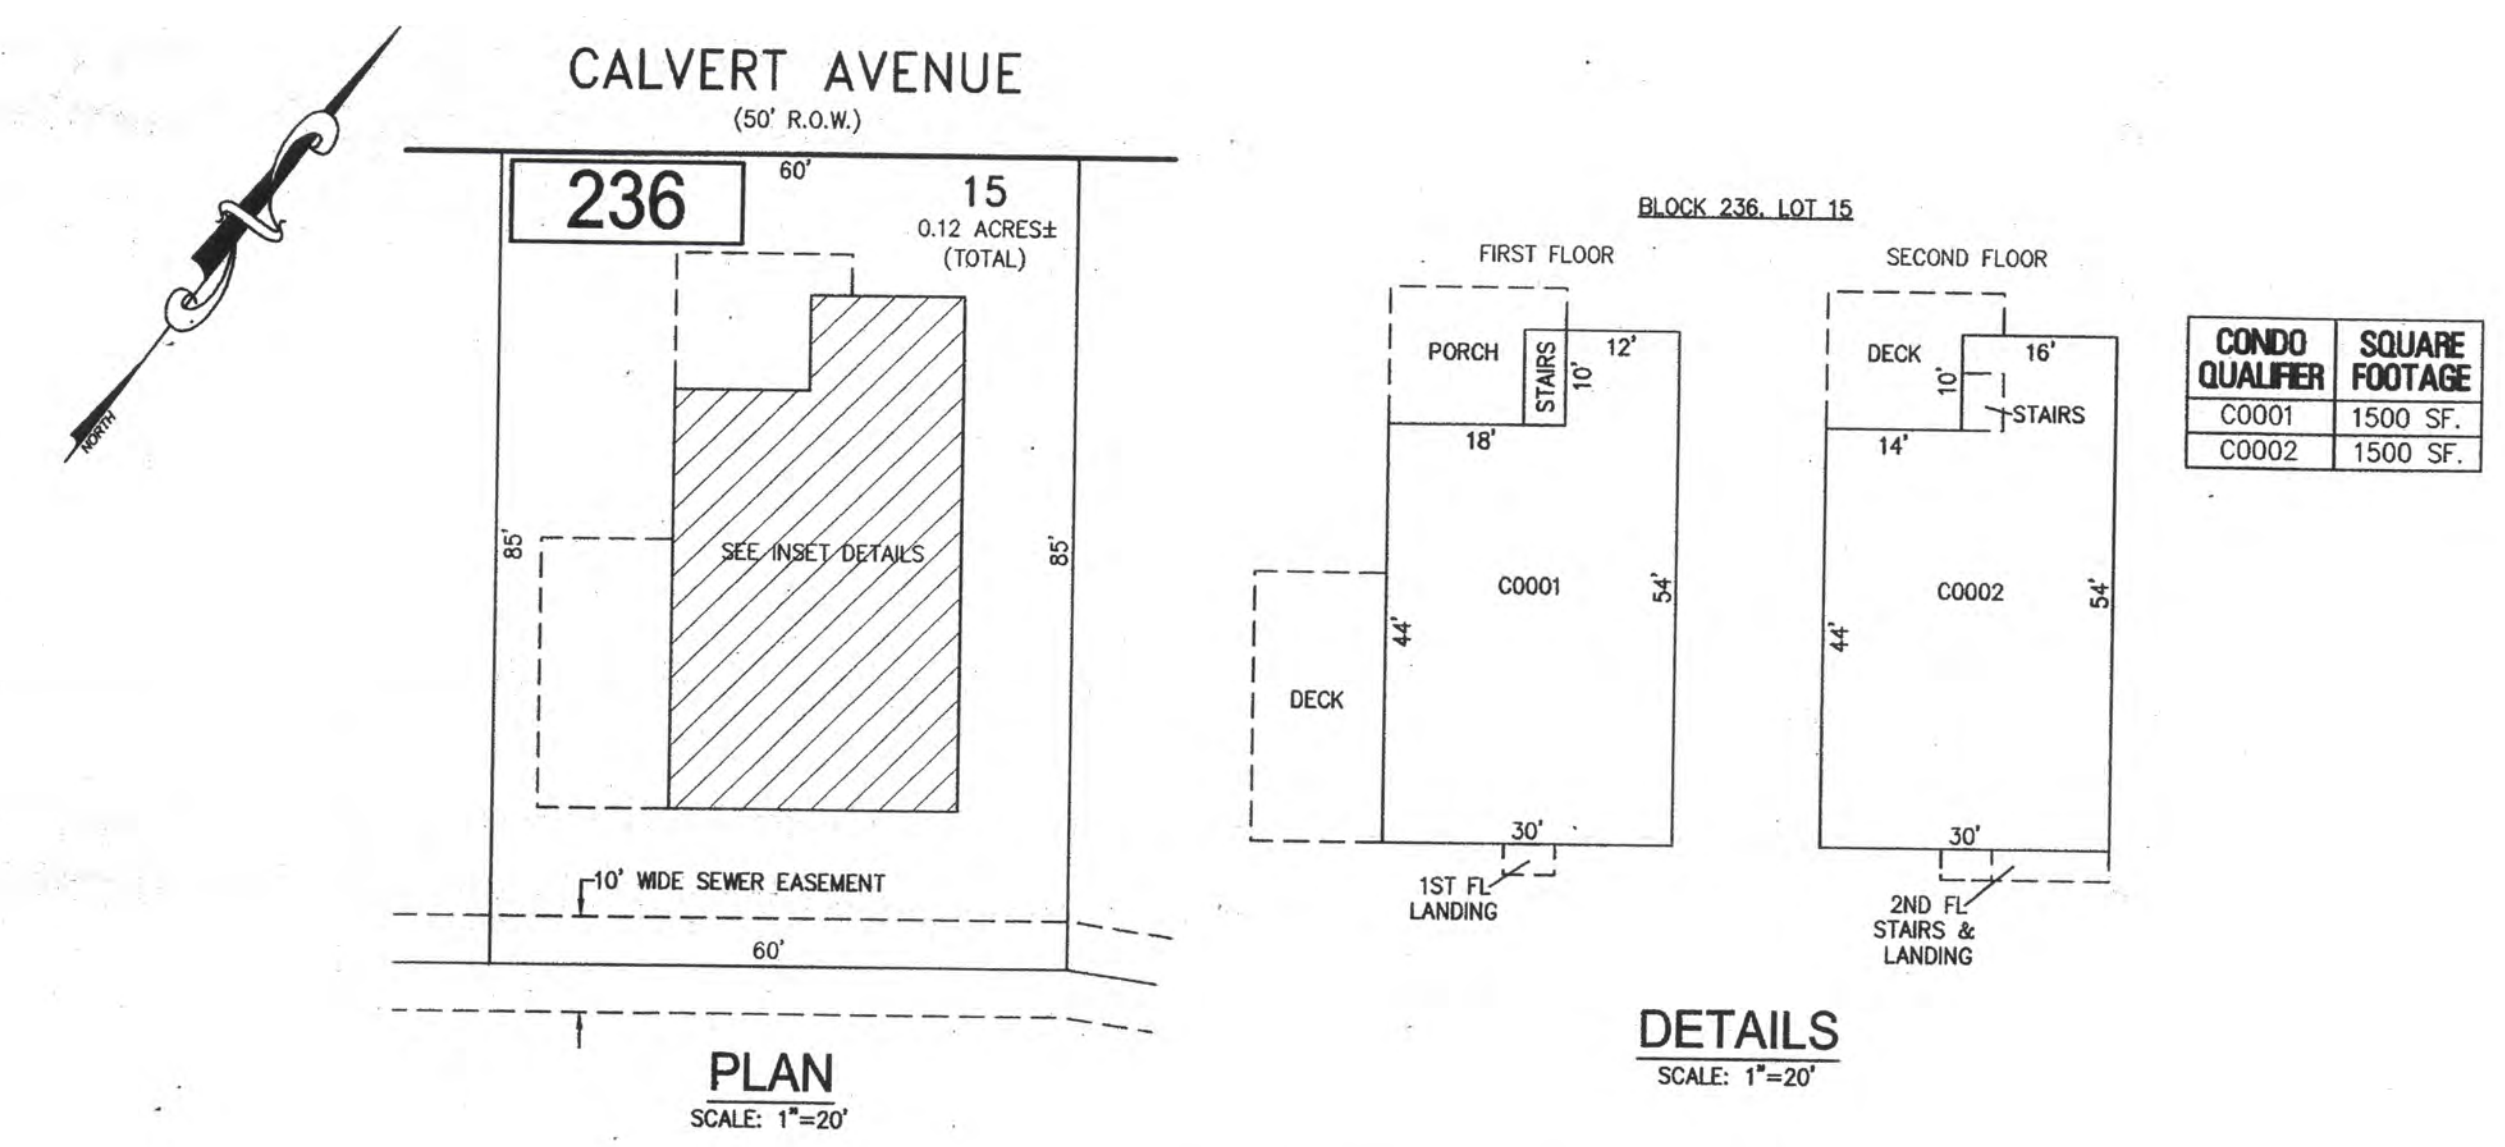 CALVERT AVENUE
(50' R.O.W.)
60'
236
15
0.12 ACRES±
(TOTAL)
NORTH
85'
SEE INSET DETAILS
85'
10' WIDE SEWER EASEMENT
60'
PLAN
SCALE: 1"=20'
BLOCK 236, LOT 15
FIRST FLOOR
PORCH
STAIRS
10'
12'
18'
C0001
54'
44'
DECK
30'
1ST FL
LANDING
SECOND FLOOR
DECK
10'
16'
STAIRS
14'
C0002
54'
44'
30'
2ND FL
STAIRS &
LANDING
DETAILS
SCALE: 1"=20'
CONDO QUALIFIER SQUARE FOOTAGE
C0001 1500 SF.
C0002 1500 SF.